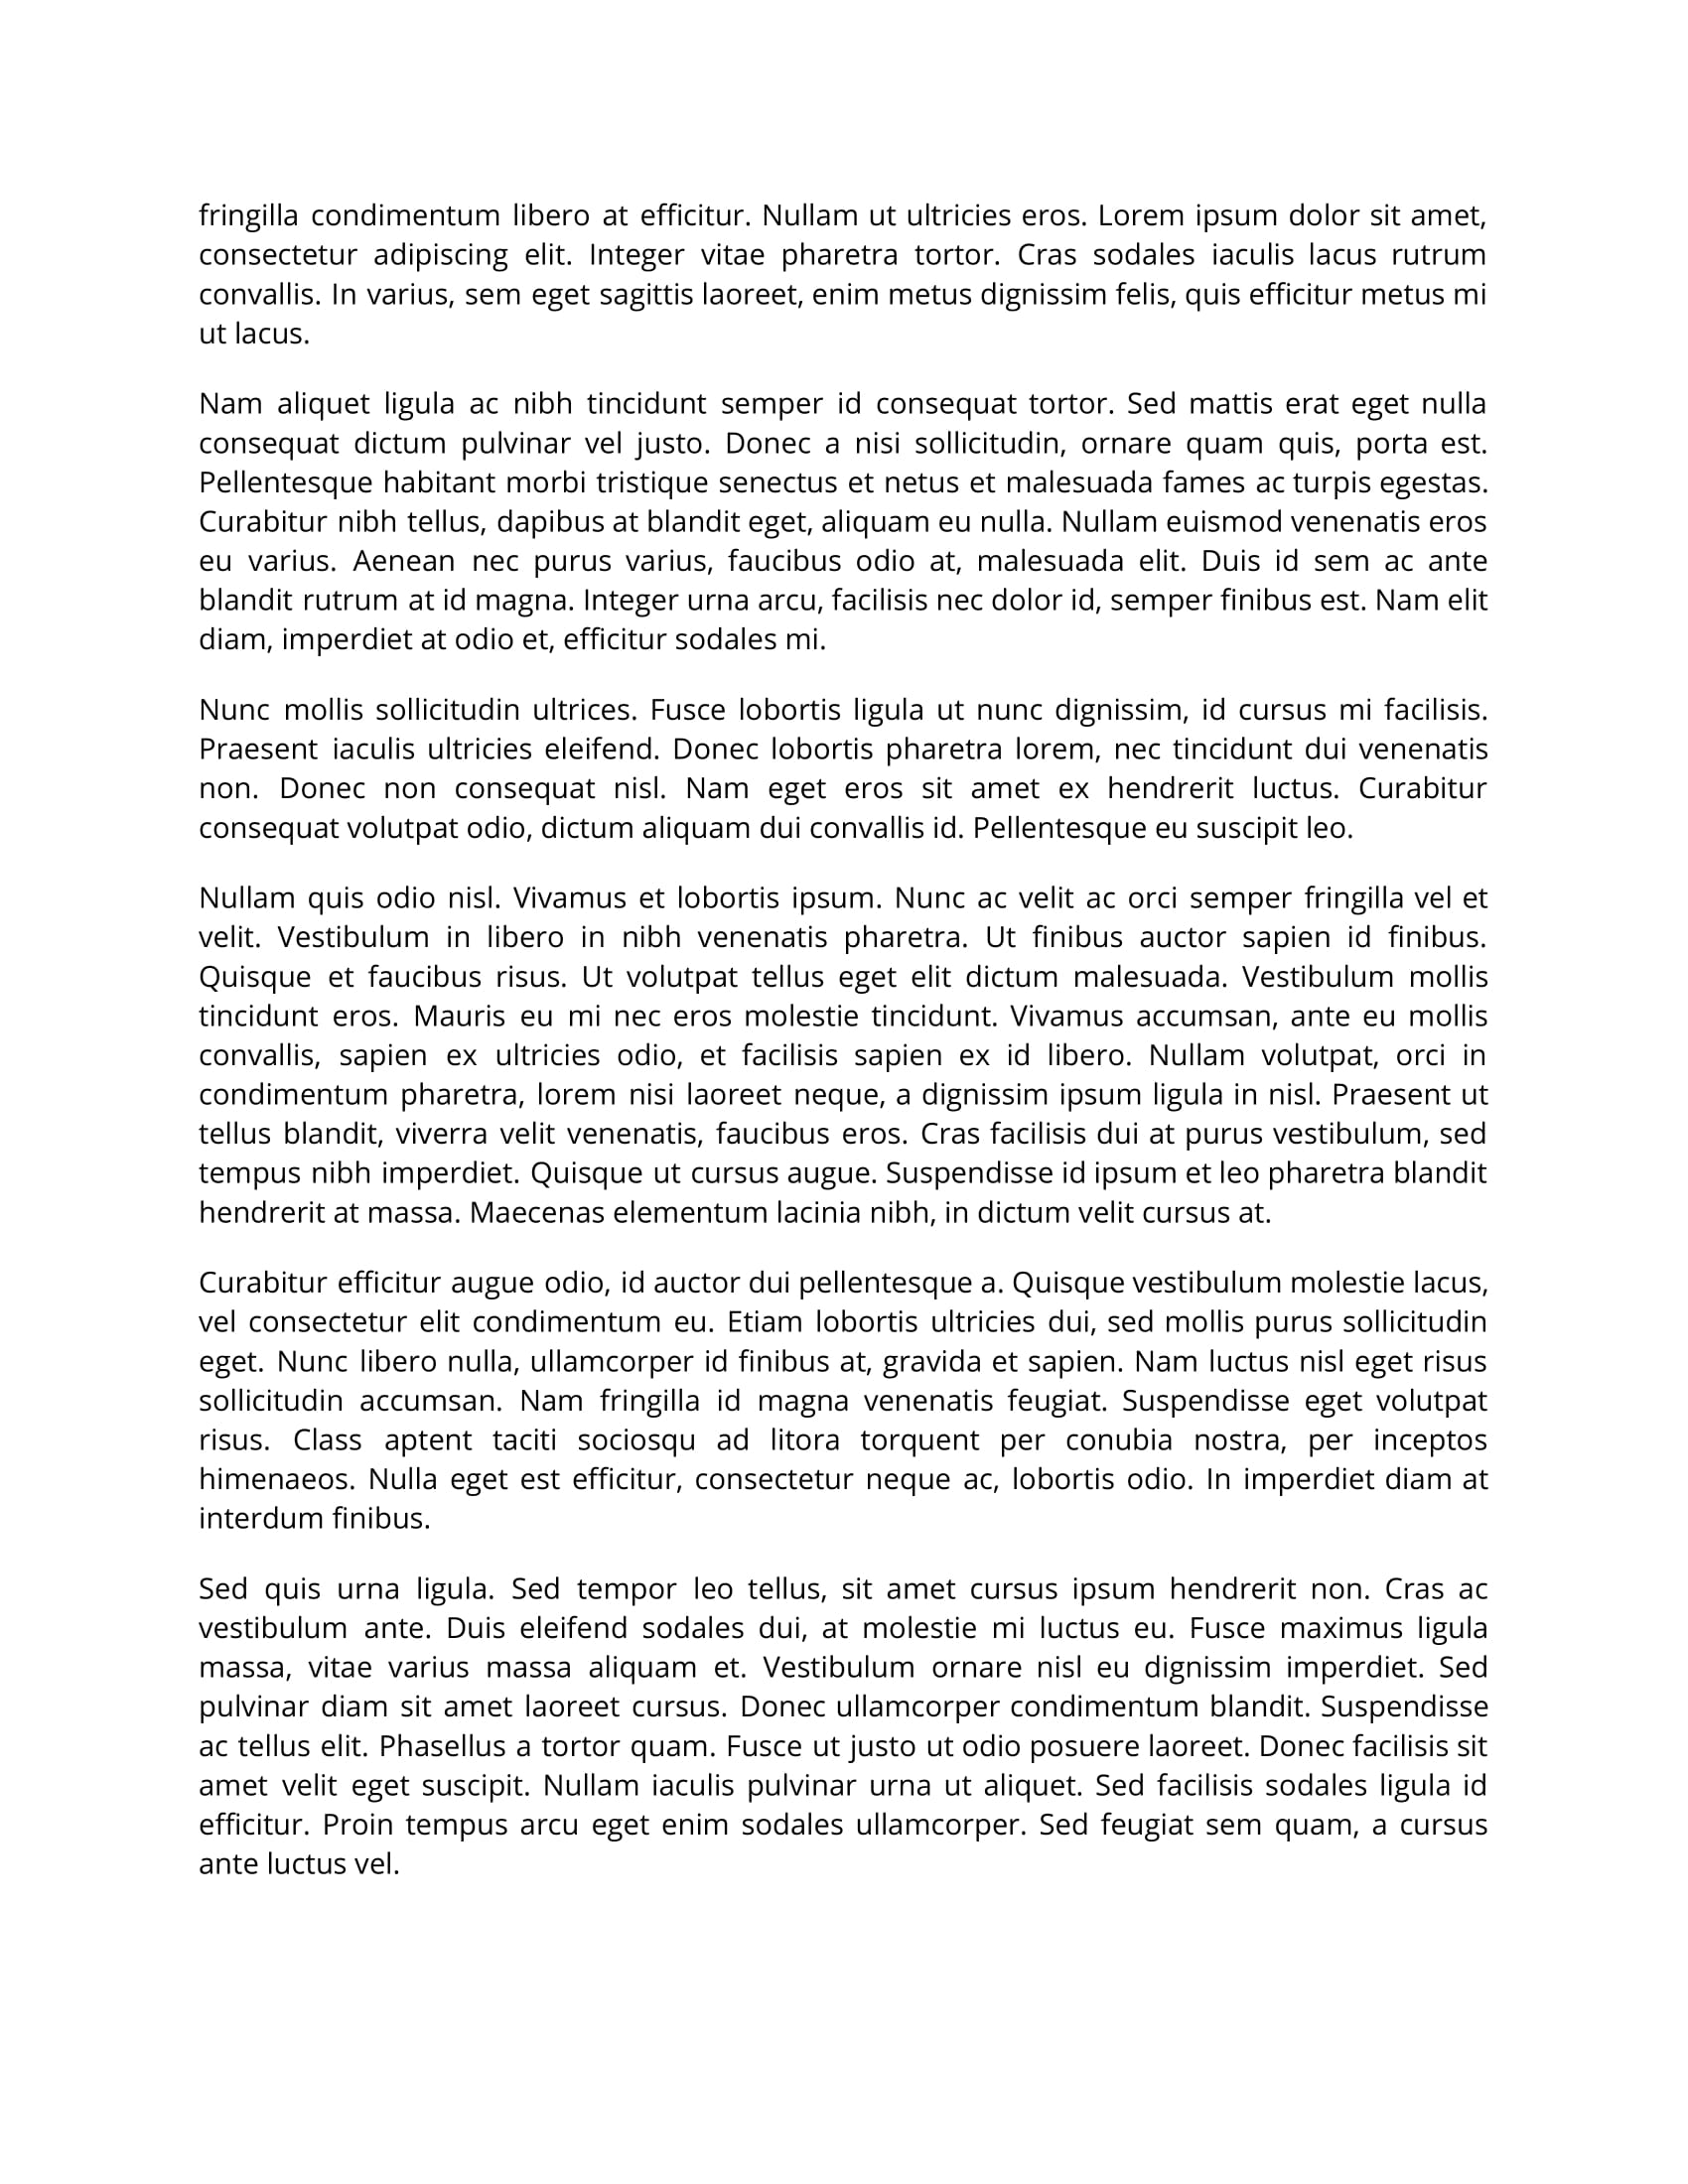 fringilla condimentum libero at efficitur. Nullam ut ultricies eros. Lorem ipsum dolor sit amet,
consectetur adipiscing elit. Integer vitae pharetra tortor. Cras sodales iaculis lacus rutrum
convallis. In varius, sem eget sagittis laoreet, enim metus dignissim felis, quis efficitur metus mi
ut lacus.
Nam aliquet ligula ac nibh tincidunt semper id consequat tortor. Sed mattis erat eget nulla
consequat dictum pulvinar vel justo. Donec a nisi sollicitudin, ornare quam quis, porta est.
Pellentesque habitant morbi tristique senectus et netus et malesuada fames ac turpis egestas.
Curabitur nibh tellus, dapibus at blandit eget, aliquam eu nulla. Nullam euismod venenatis eros
eu varius. Aenean nec purus varius, faucibus odio at, malesuada elit. Duis id sem ac ante
blandit rutrum at id magna. Integer urna arcu, facilisis nec dolor id, semper finibus est. Nam elit
diam, imperdiet at odio et, efficitur sodales mi.
Nunc mollis sollicitudin ultrices. Fusce lobortis ligula ut nunc dignissim, id cursus mi facilisis.
Praesent iaculis ultricies eleifend. Donec lobortis pharetra lorem, nec tincidunt dui venenatis
non. Donec non consequat nisl. Nam eget eros sit amet ex hendrerit luctus. Curabitur
consequat volutpat odio, dictum aliquam dui convallis id. Pellentesque eu suscipit leo.
Nullam quis odio nisl. Vivamus et lobortis ipsum. Nunc ac velit ac orci semper fringilla vel et
velit. Vestibulum in libero in nibh venenatis pharetra. Ut finibus auctor sapien id finibus.
Quisque et faucibus risus. Ut volutpat tellus eget elit dictum malesuada. Vestibulum mollis
tincidunt eros. Mauris eu mi nec eros molestie tincidunt. Vivamus accumsan, ante eu mollis
convallis, sapien ex ultricies odio, et facilisis sapien ex id libero. Nullam volutpat, orci in
condimentum pharetra, lorem nisi laoreet neque, a dignissim ipsum ligula in nisl. Praesent ut
tellus blandit, viverra velit venenatis, faucibus eros. Cras facilisis dui at purus vestibulum, sed
tempus nibh imperdiet. Quisque ut cursus augue. Suspendisse id ipsum et leo pharetra blandit
hendrerit at massa. Maecenas elementum lacinia nibh, in dictum velit cursus at.
Curabitur efficitur augue odio, id auctor dui pellentesque a. Quisque vestibulum molestie lacus,
vel consectetur elit condimentum eu. Etiam lobortis ultricies dui, sed mollis purus sollicitudin
eget. Nunc libero nulla, ullamcorper id finibus at, gravida et sapien. Nam luctus nisl eget risus
sollicitudin accumsan. Nam fringilla id magna venenatis feugiat. Suspendisse eget volutpat
risus. Class aptent taciti sociosqu ad litora torquent per conubia nostra, per inceptos
himenaeos. Nulla eget est efficitur, consectetur neque ac, lobortis odio. In imperdiet diam at
interdum finibus.
Sed quis urna ligula. Sed tempor leo tellus, sit amet cursus ipsum hendrerit non. Cras ac
vestibulum ante. Duis eleifend sodales dui, at molestie mi luctus eu. Fusce maximus ligula
massa, vitae varius massa aliquam et. Vestibulum ornare nisl eu dignissim imperdiet. Sed
pulvinar diam sit amet laoreet cursus. Donec ullamcorper condimentum blandit. Suspendisse
ac tellus elit. Phasellus a tortor quam. Fusce ut justo ut odio posuere laoreet. Donec facilisis sit
amet velit eget suscipit. Nullam iaculis pulvinar urna ut aliquet. Sed facilisis sodales ligula id
efficitur. Proin tempus arcu eget enim sodales ullamcorper. Sed feugiat sem quam, a cursus
ante luctus vel.